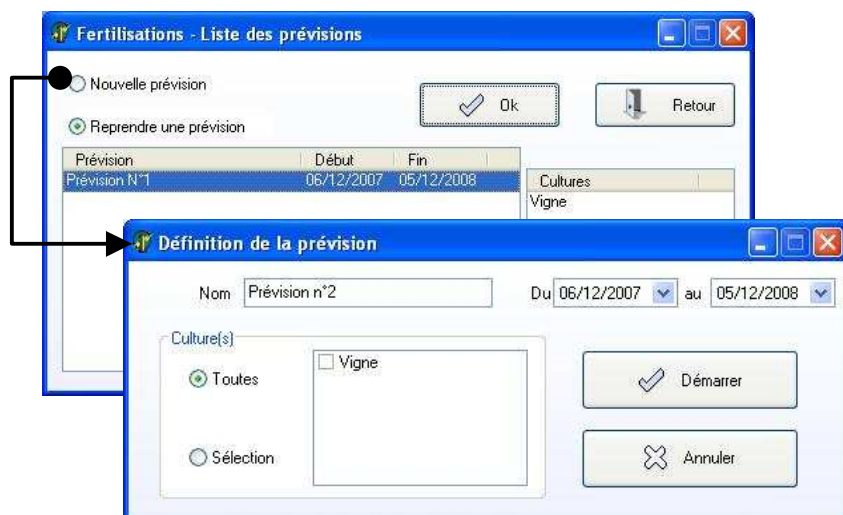 Fertilisations - Liste des prévisions
Nouvelle prévision
Reprendre une prévision
Ok
Retour
Prévision Début Fin
Prévision N°1 06/12/2007 05/12/2008
Cultures
Vigne
Définition de la prévision
Nom Prévision n°2 Du 06/12/2007 au 05/12/2008
Culture(s)
Toutes
Vigne
Sélection
Démarrer
Annuler